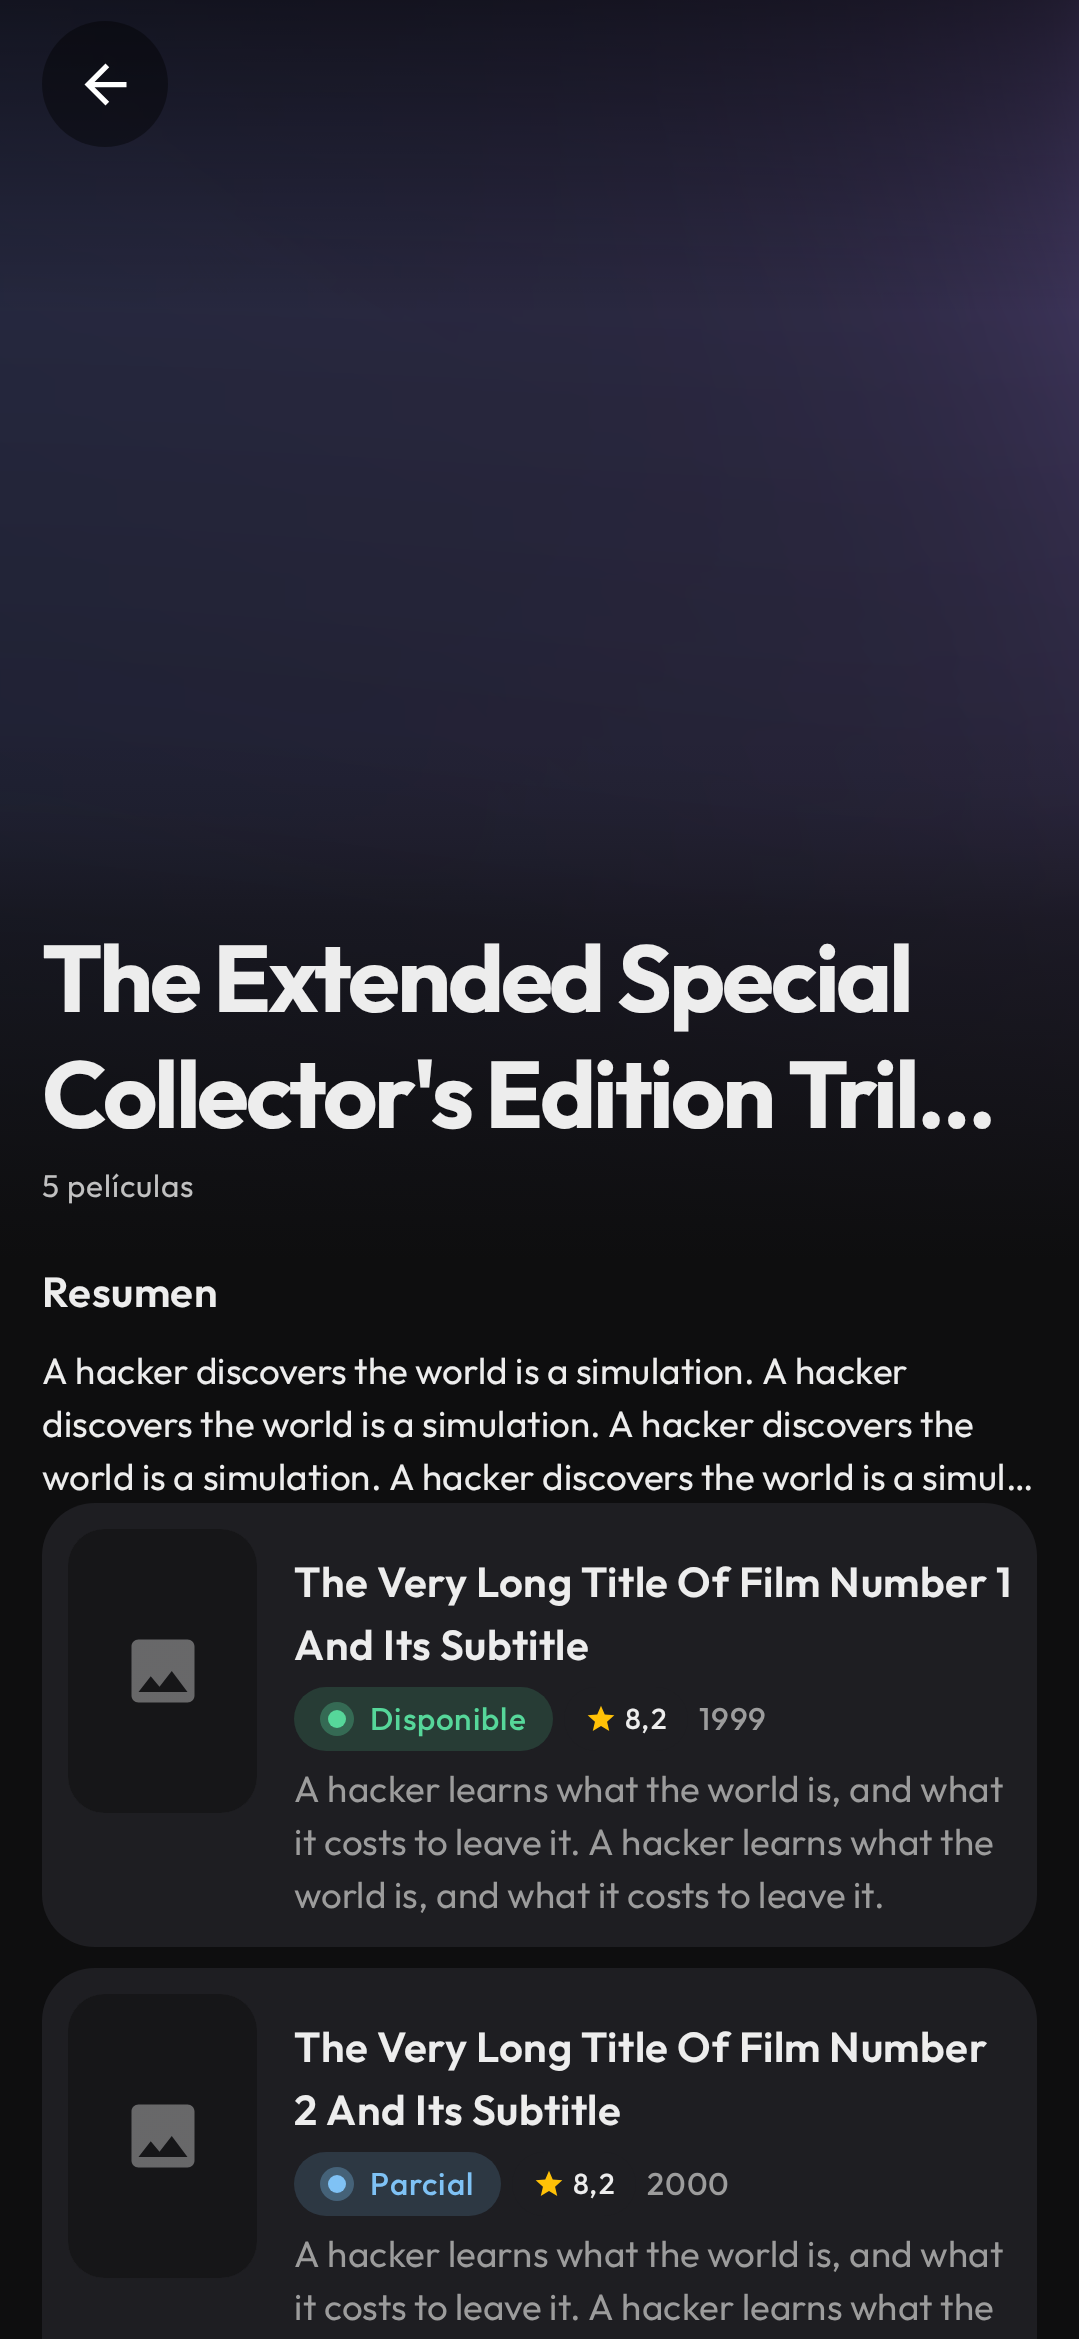 The Extended Special
Collector's Edition Tril...
5 películas
Resumen
A hacker discovers the world is a simulation. A hacker
discovers the world is a simulation. A hacker discovers the
world is a simulation. A hacker discovers the world is a simul...
The Very Long Title Of Film Number 1
And Its Subtitle
Disponible 8,2 1999
A hacker learns what the world is, and what
it costs to leave it. A hacker learns what the
world is, and what it costs to leave it.
The Very Long Title Of Film Number
2 And Its Subtitle
Parcial 8,2 2000
A hacker learns what the world is, and what
it costs to leave it. A hacker learns what the